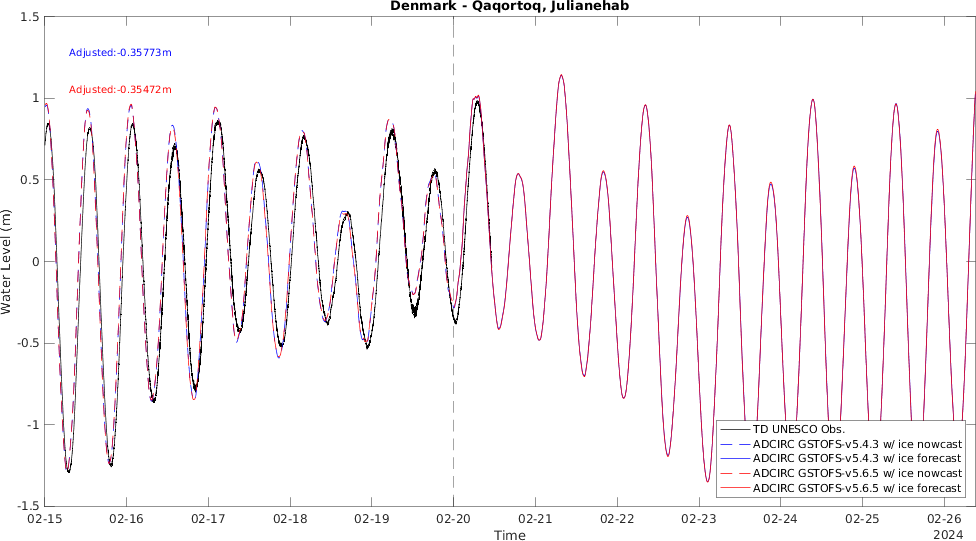 Denmark - Qaqortoq, Julianehab
Adjusted:-0.35773m
Adjusted:-0.35472m
1.5
1
0.5
0
-0.5
-1
-1.5
Water Level (m)
TD UNESCO Obs.
ADCIRC GSTOFS-v5.4.3 w/ ice nowcast
ADCIRC GSTOFS-v5.4.3 w/ ice forecast
ADCIRC GSTOFS-v5.6.5 w/ ice nowcast
ADCIRC GSTOFS-v5.6.5 w/ ice forecast
02-15 02-16 02-17 02-18 02-19 02-20 02-21 02-22 02-23 02-24 02-25 02-26
Time
2024